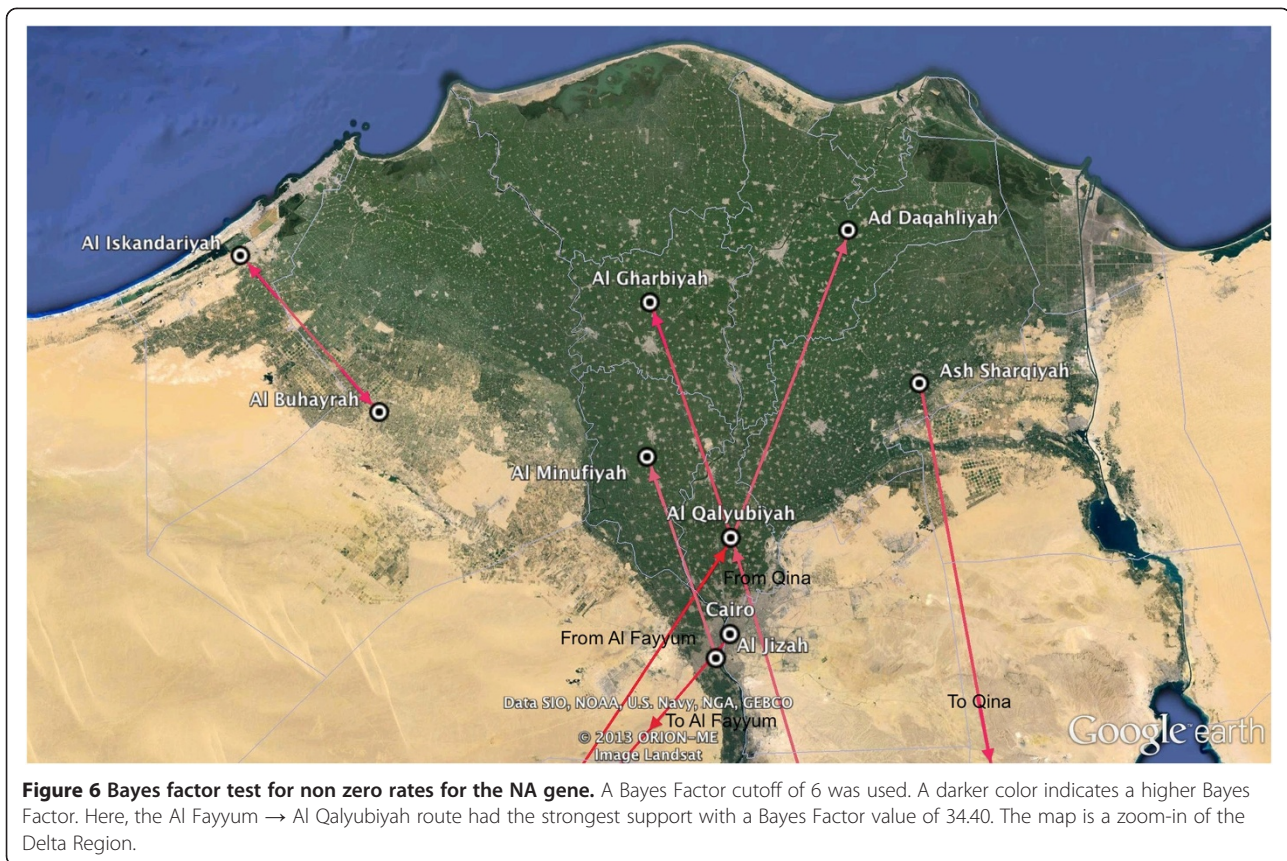 Al Iskandariyah
Ad Daqahliyah
Al Gharbiyah
Ash Sharqiyah
Al Buhayrah
Al Minufiyah
Al Qalyubiyah
From Qina
Cairo
From Al Fayyum
Al Jizah
Data SIO, NOAA, U.S. Navy, NGA, GEBCO
To Al Fayyum
To Qina
© 2013 ORION-ME
Image Landsat
Google earth
Figure 6 Bayes factor test for non zero rates for the NA gene. A Bayes Factor cutoff of 6 was used. A darker color indicates a higher Bayes
Factor. Here, the Al Fayyum → Al Qalyubiyah route had the strongest support with a Bayes Factor value of 34.40. The map is a zoom-in of the
Delta Region.